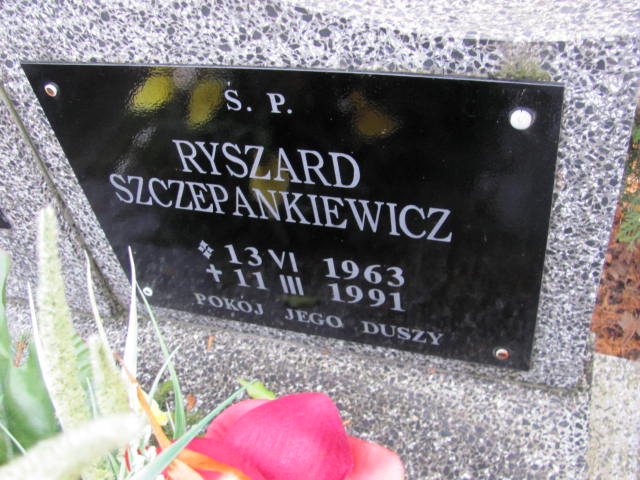 Ś. P.
RYSZARD
SZCZEPANKIEWICZ
13 VI 1963
✝ 11 III 1991
POKÓJ JEGO DUSZY